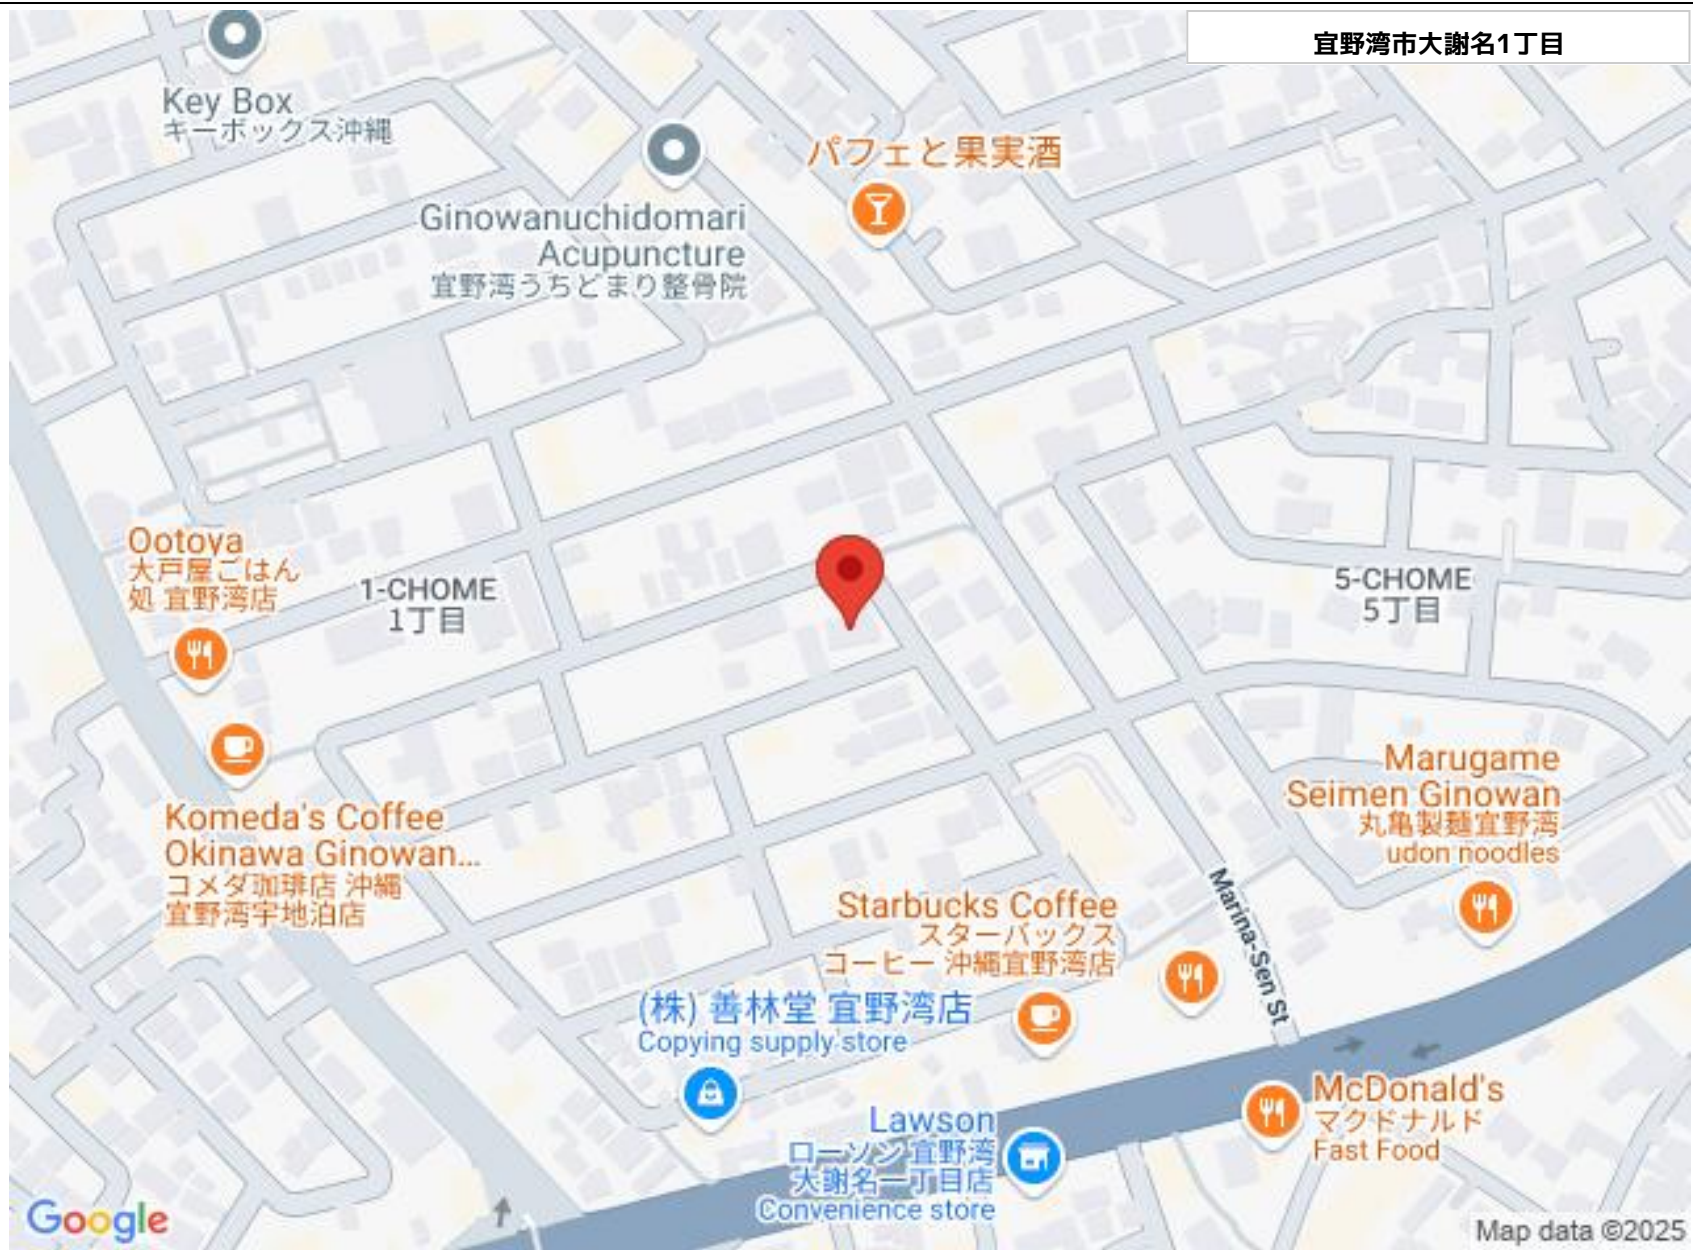 宜野湾市大謝名1丁目
Key Box
キーボックス沖縄
パフェと果実酒
Ginowanuchidomari
Acupuncture
宜野湾うちどまり整骨院
Ootoya
大戸屋ごはん
処 宜野湾店
1-CHOME
1丁目
5-CHOME
5丁目
Komeda's Coffee
Okinawa Ginowan...
コメダ珈琲店 沖縄
宜野湾宇地泊店
Marugame
Seimen Ginowan
丸亀製麺宜野湾
udon noodles
Marina-Sen St
Starbucks Coffee
スターバックス
コーヒー 沖縄宜野湾店
(株) 善林堂 宜野湾店
Copying supply store
Lawson
ローソン 宜野湾
大謝名一丁目店
Convenience store
McDonald's
マクドナルド
Fast Food
Google
Map data ©2025